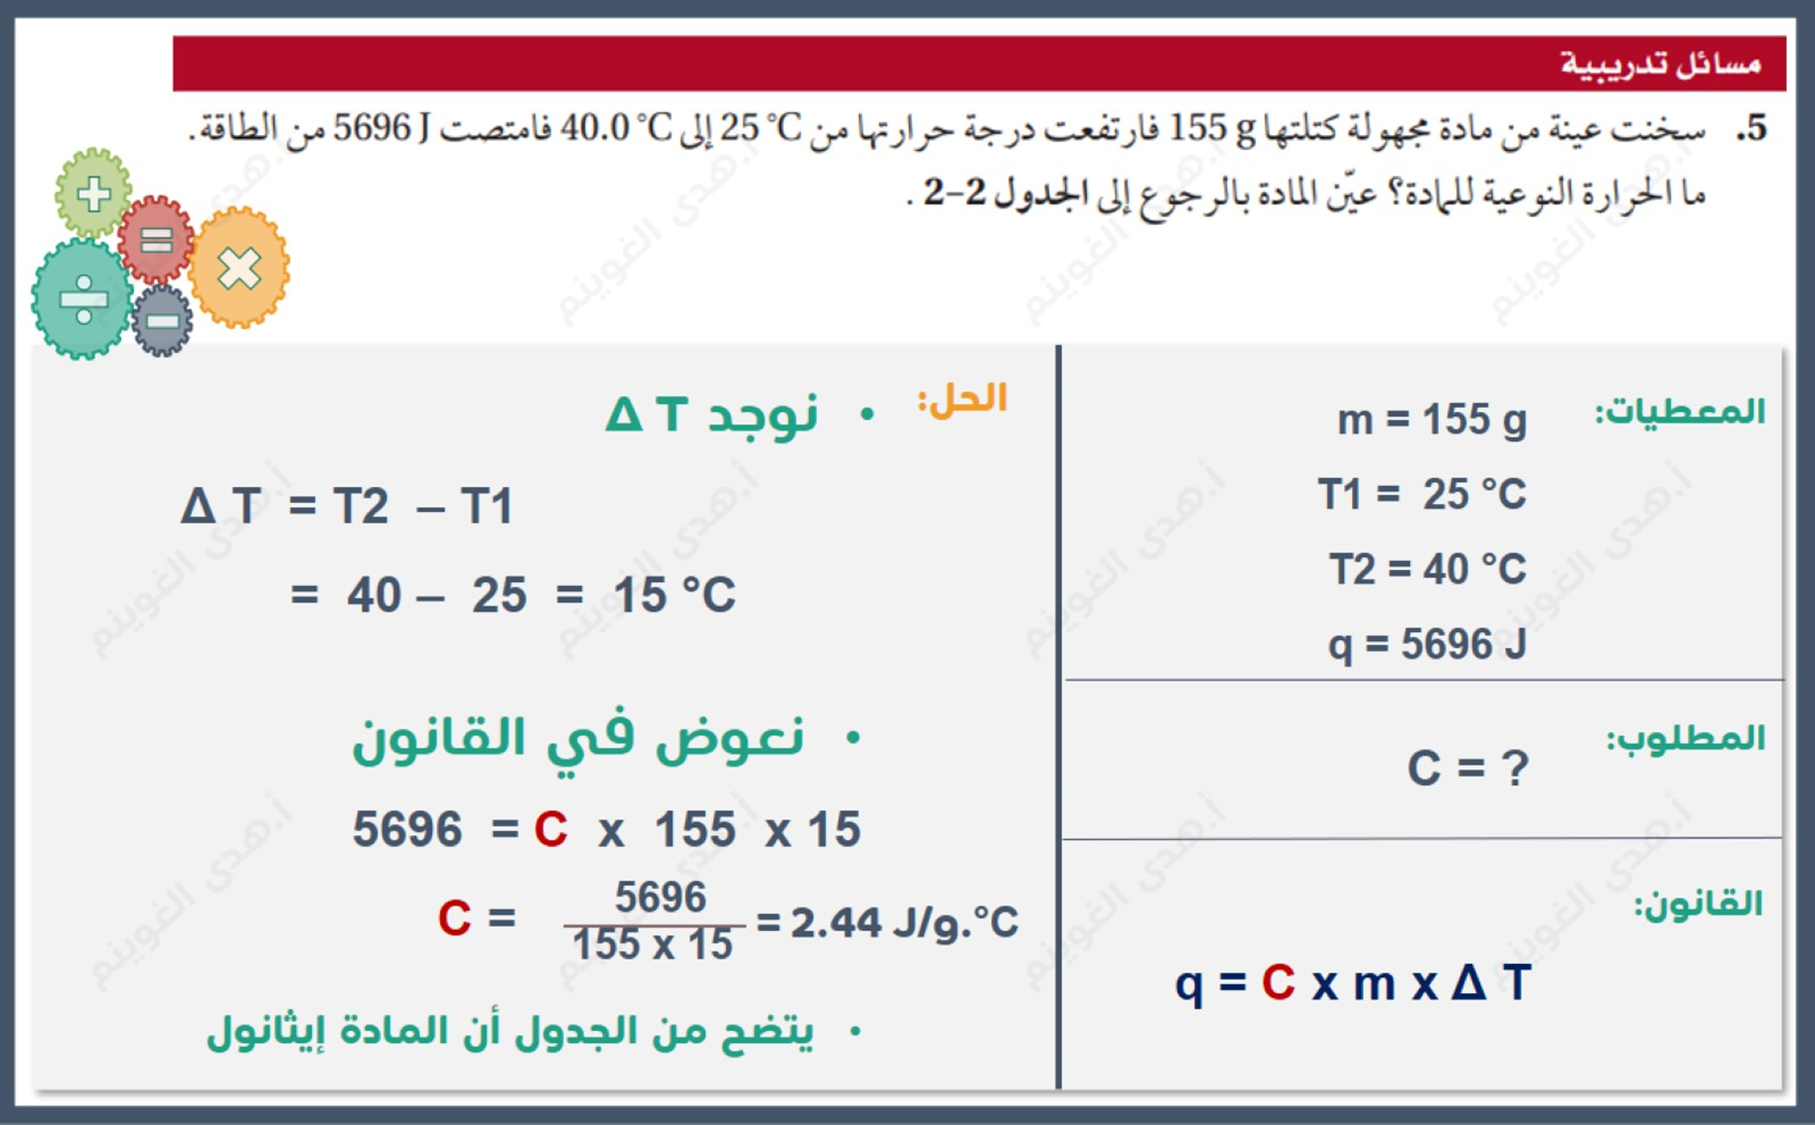 مسائل تدريبية
5. سخنت عينة من مادة مجهولة كتلتها 155 g فارتفعت درجة حرارتها من 25 °C إلى 40.0 °C فامتصت 5696 J من الطاقة.
ما الحرارة النوعية للمادة؟ عيّن المادة بالرجوع إلى الجدول 2-2 .
المعطيات:
m = 155 g
T1 = 25 °C
T2 = 40 °C
q = 5696 J
المطلوب:
C = ?
القانون:
q = C x m x Δ T
الحل:
• نوجد Δ T
Δ T = T2 – T1
= 40 – 25 = 15 °C
• نعوض في القانون
5696 = C x 155 x 15
C = 5696 / 155 x 15 = 2.44 J/g.°C
• يتضح من الجدول أن المادة إيثانول
أ.هدى الغوينم